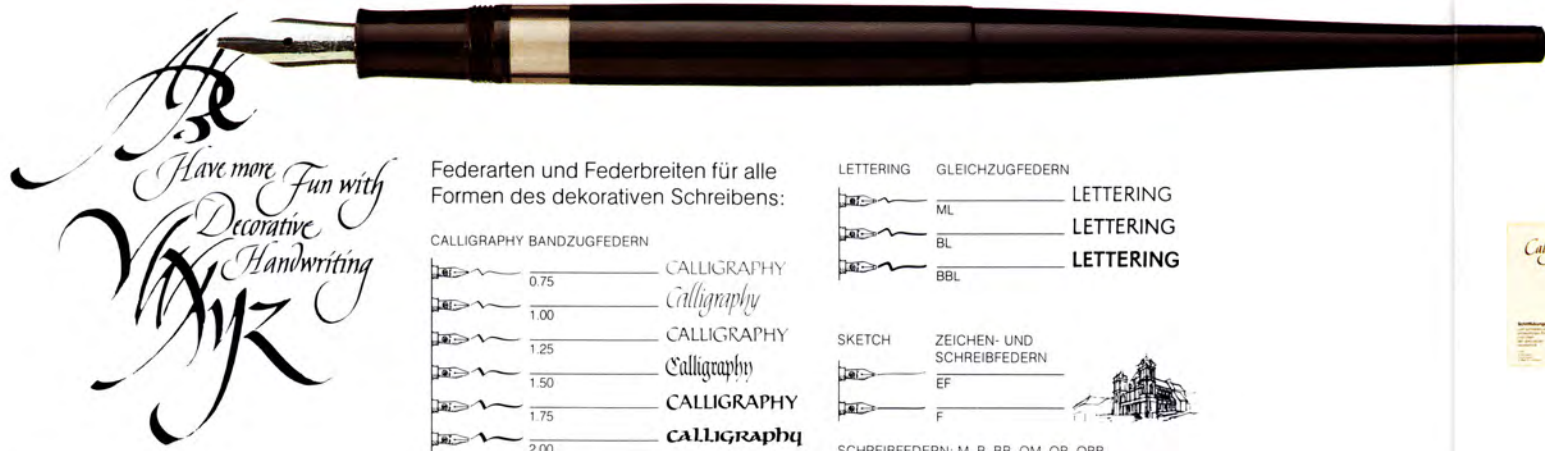 Abc
Have more Fun with
Decorative
Handwriting
VWXYZ
Federarten und Federbreiten für alle
Formen des dekorativen Schreibens:
CALLIGRAPHY BANDZUGFEDERN
0.75 CALLIGRAPHY
1.00 Calligraphy
1.25 CALLIGRAPHY
1.50 Calligraphy
1.75 CALLIGRAPHY
2.00 calligraphy
LETTERING GLEICHZUGFEDERN
ML LETTERING
BL LETTERING
BBL LETTERING
SKETCH ZEICHEN- UND
SCHREIBFEDERN
EF
F
SCHREIBFEDERN: M, B, BB, OM, OB, OBB